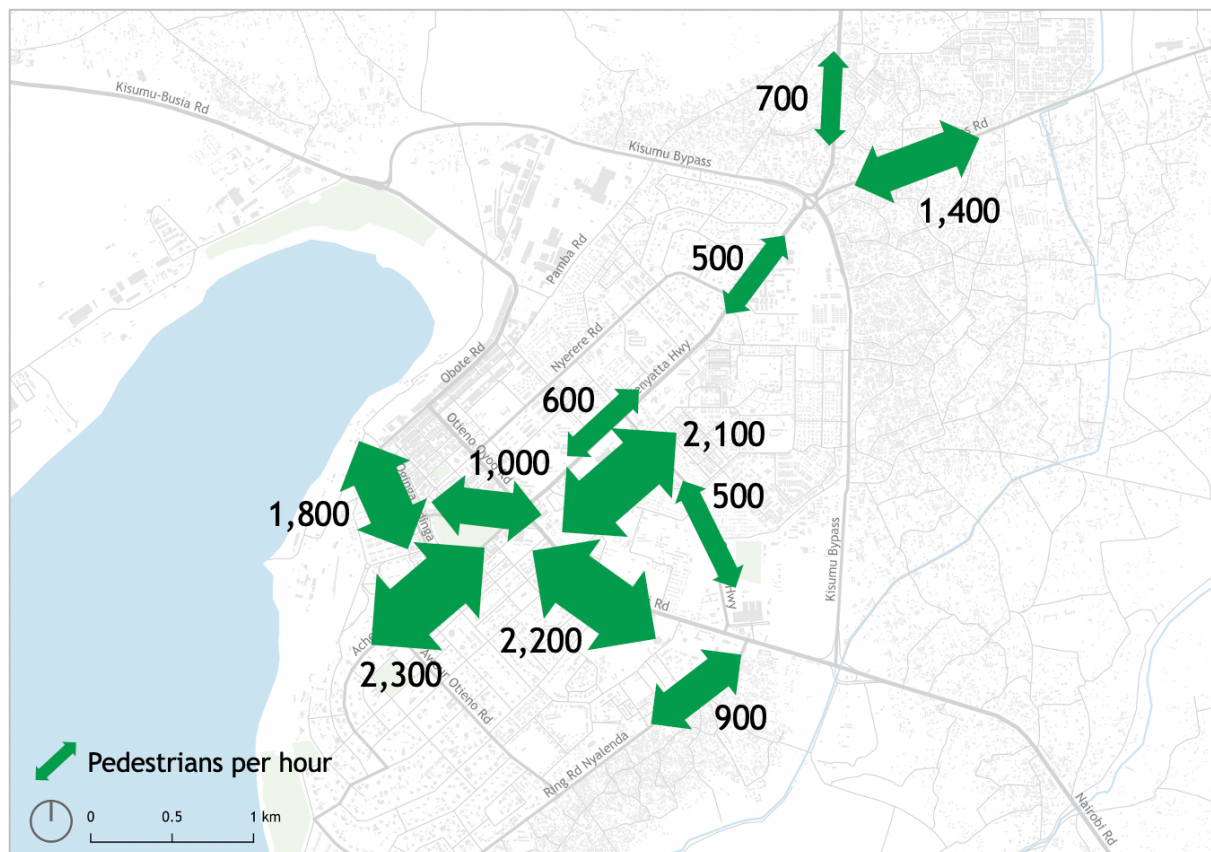 Kisumu-Busia Rd
700
Kisumu Bypass
1,400
500
Pamba Rd
Obote Rd
Nyerere Rd
600
2,100
1,000
500
1,800
Kisumu Bypass
Hwy
2,200
2,300
Otieno Rd
900
Ring Rd Nyalenda
Nairobi Rd
Pedestrians per hour
0 0.5 1 km